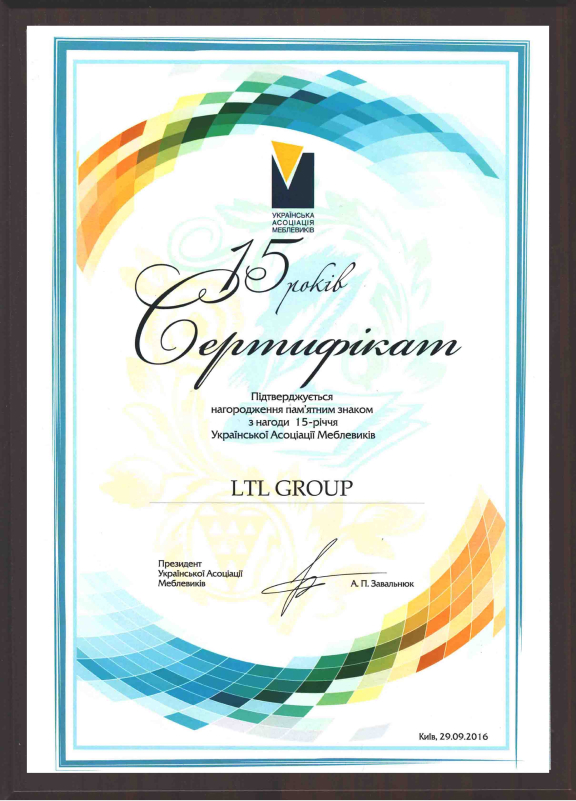 УКРАЇНСЬКА
АСОЦІАЦІЯ
МЕБЛЕВИКІВ
15 років
Сертифікат
Підтверджується
нагородження пам'ятним знаком
з нагоди 15-річчя
Української Асоціації Меблевиків
LTL GROUP
Президент
Української Асоціації
Меблевиків
А. П. Завальнюк
Київ, 29.09.2016